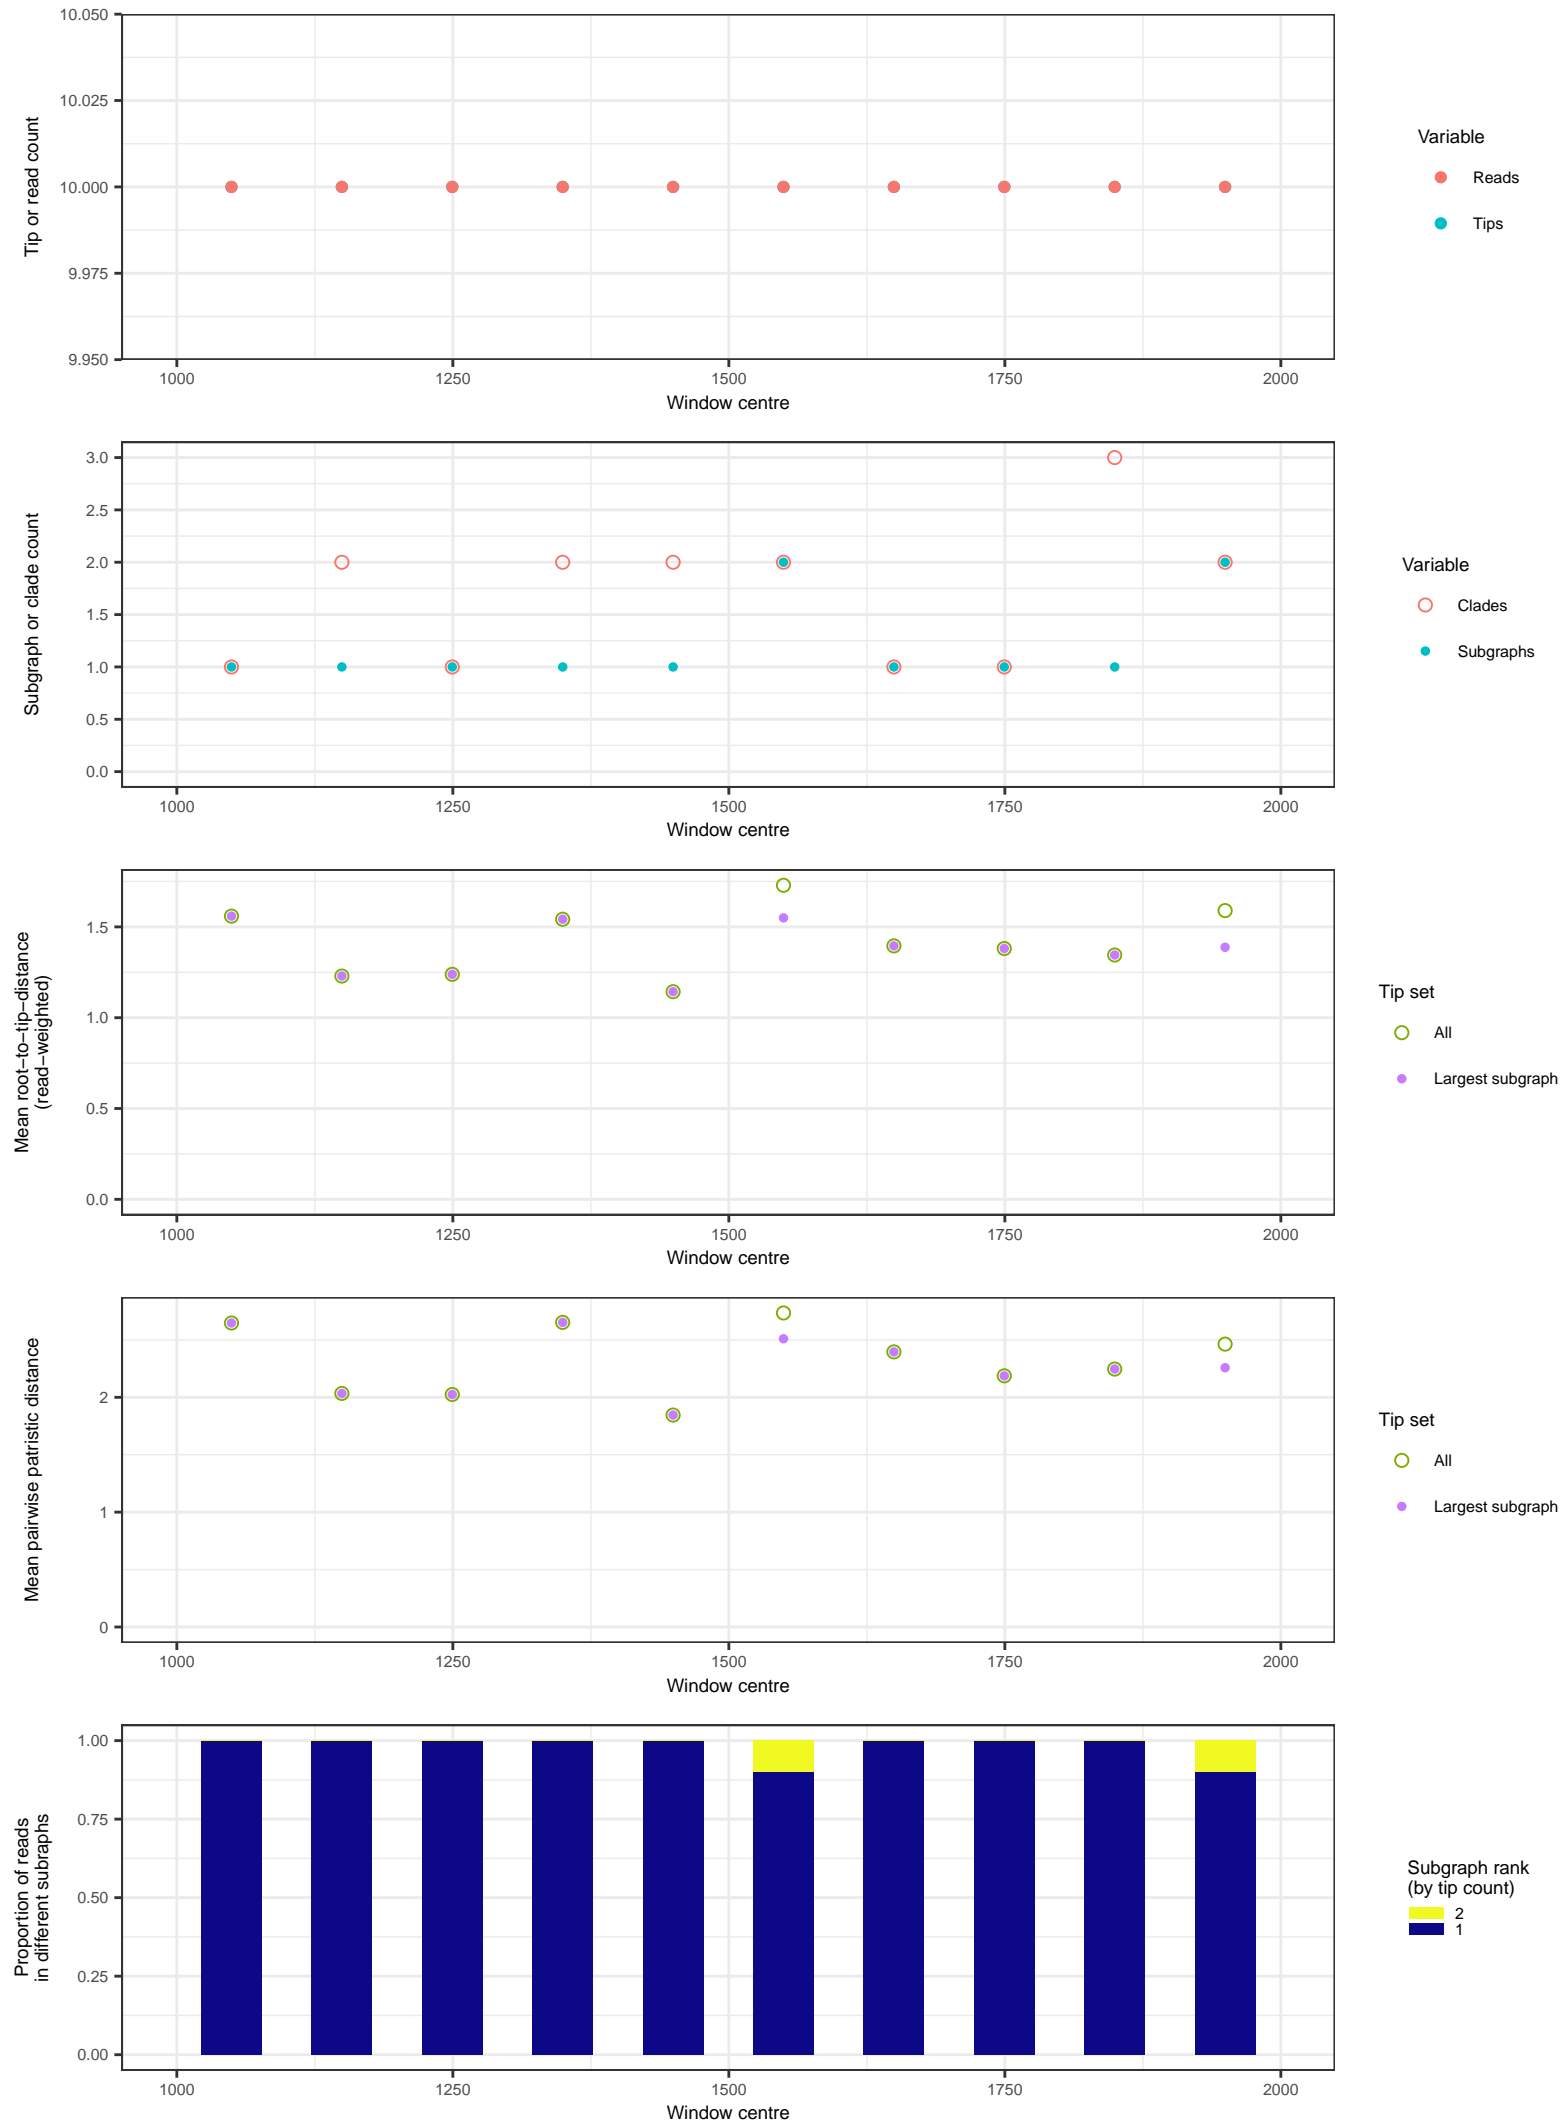 10.050
10.025
10.000
9.975
9.950
Tip or read count
1000 1250 1500 1750 2000
Window centre
Variable
Reads
Tips
3.0
2.5
2.0
1.5
1.0
0.5
0.0
Subgraph or clade count
1000 1250 1500 1750 2000
Window centre
Variable
Clades
Subgraphs
1.5
1.0
0.5
0.0
Mean root−to−tip−distance
(read−weighted)
1000 1250 1500 1750 2000
Window centre
Tip set
All
Largest subgraph
2
1
0
Mean pairwise patristic distance
1000 1250 1500 1750 2000
Window centre
Tip set
All
Largest subgraph
1.00
0.75
0.50
0.25
0.00
Proportion of reads
in different subraphs
1000 1250 1500 1750 2000
Window centre
Subgraph rank
(by tip count)
2
1